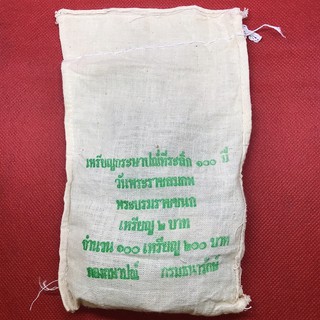 เหรียญกระษาปณ์ที่ระลึก ๑๐๐ ปี
วันพระราชสมภพ
พระบรมราชชนก
เหรียญ ๒ บาท
จำนวน ๑๐๐ เหรียญ ๒๐๐ บาท
กองกษาปณ์ กรมธนารักษ์